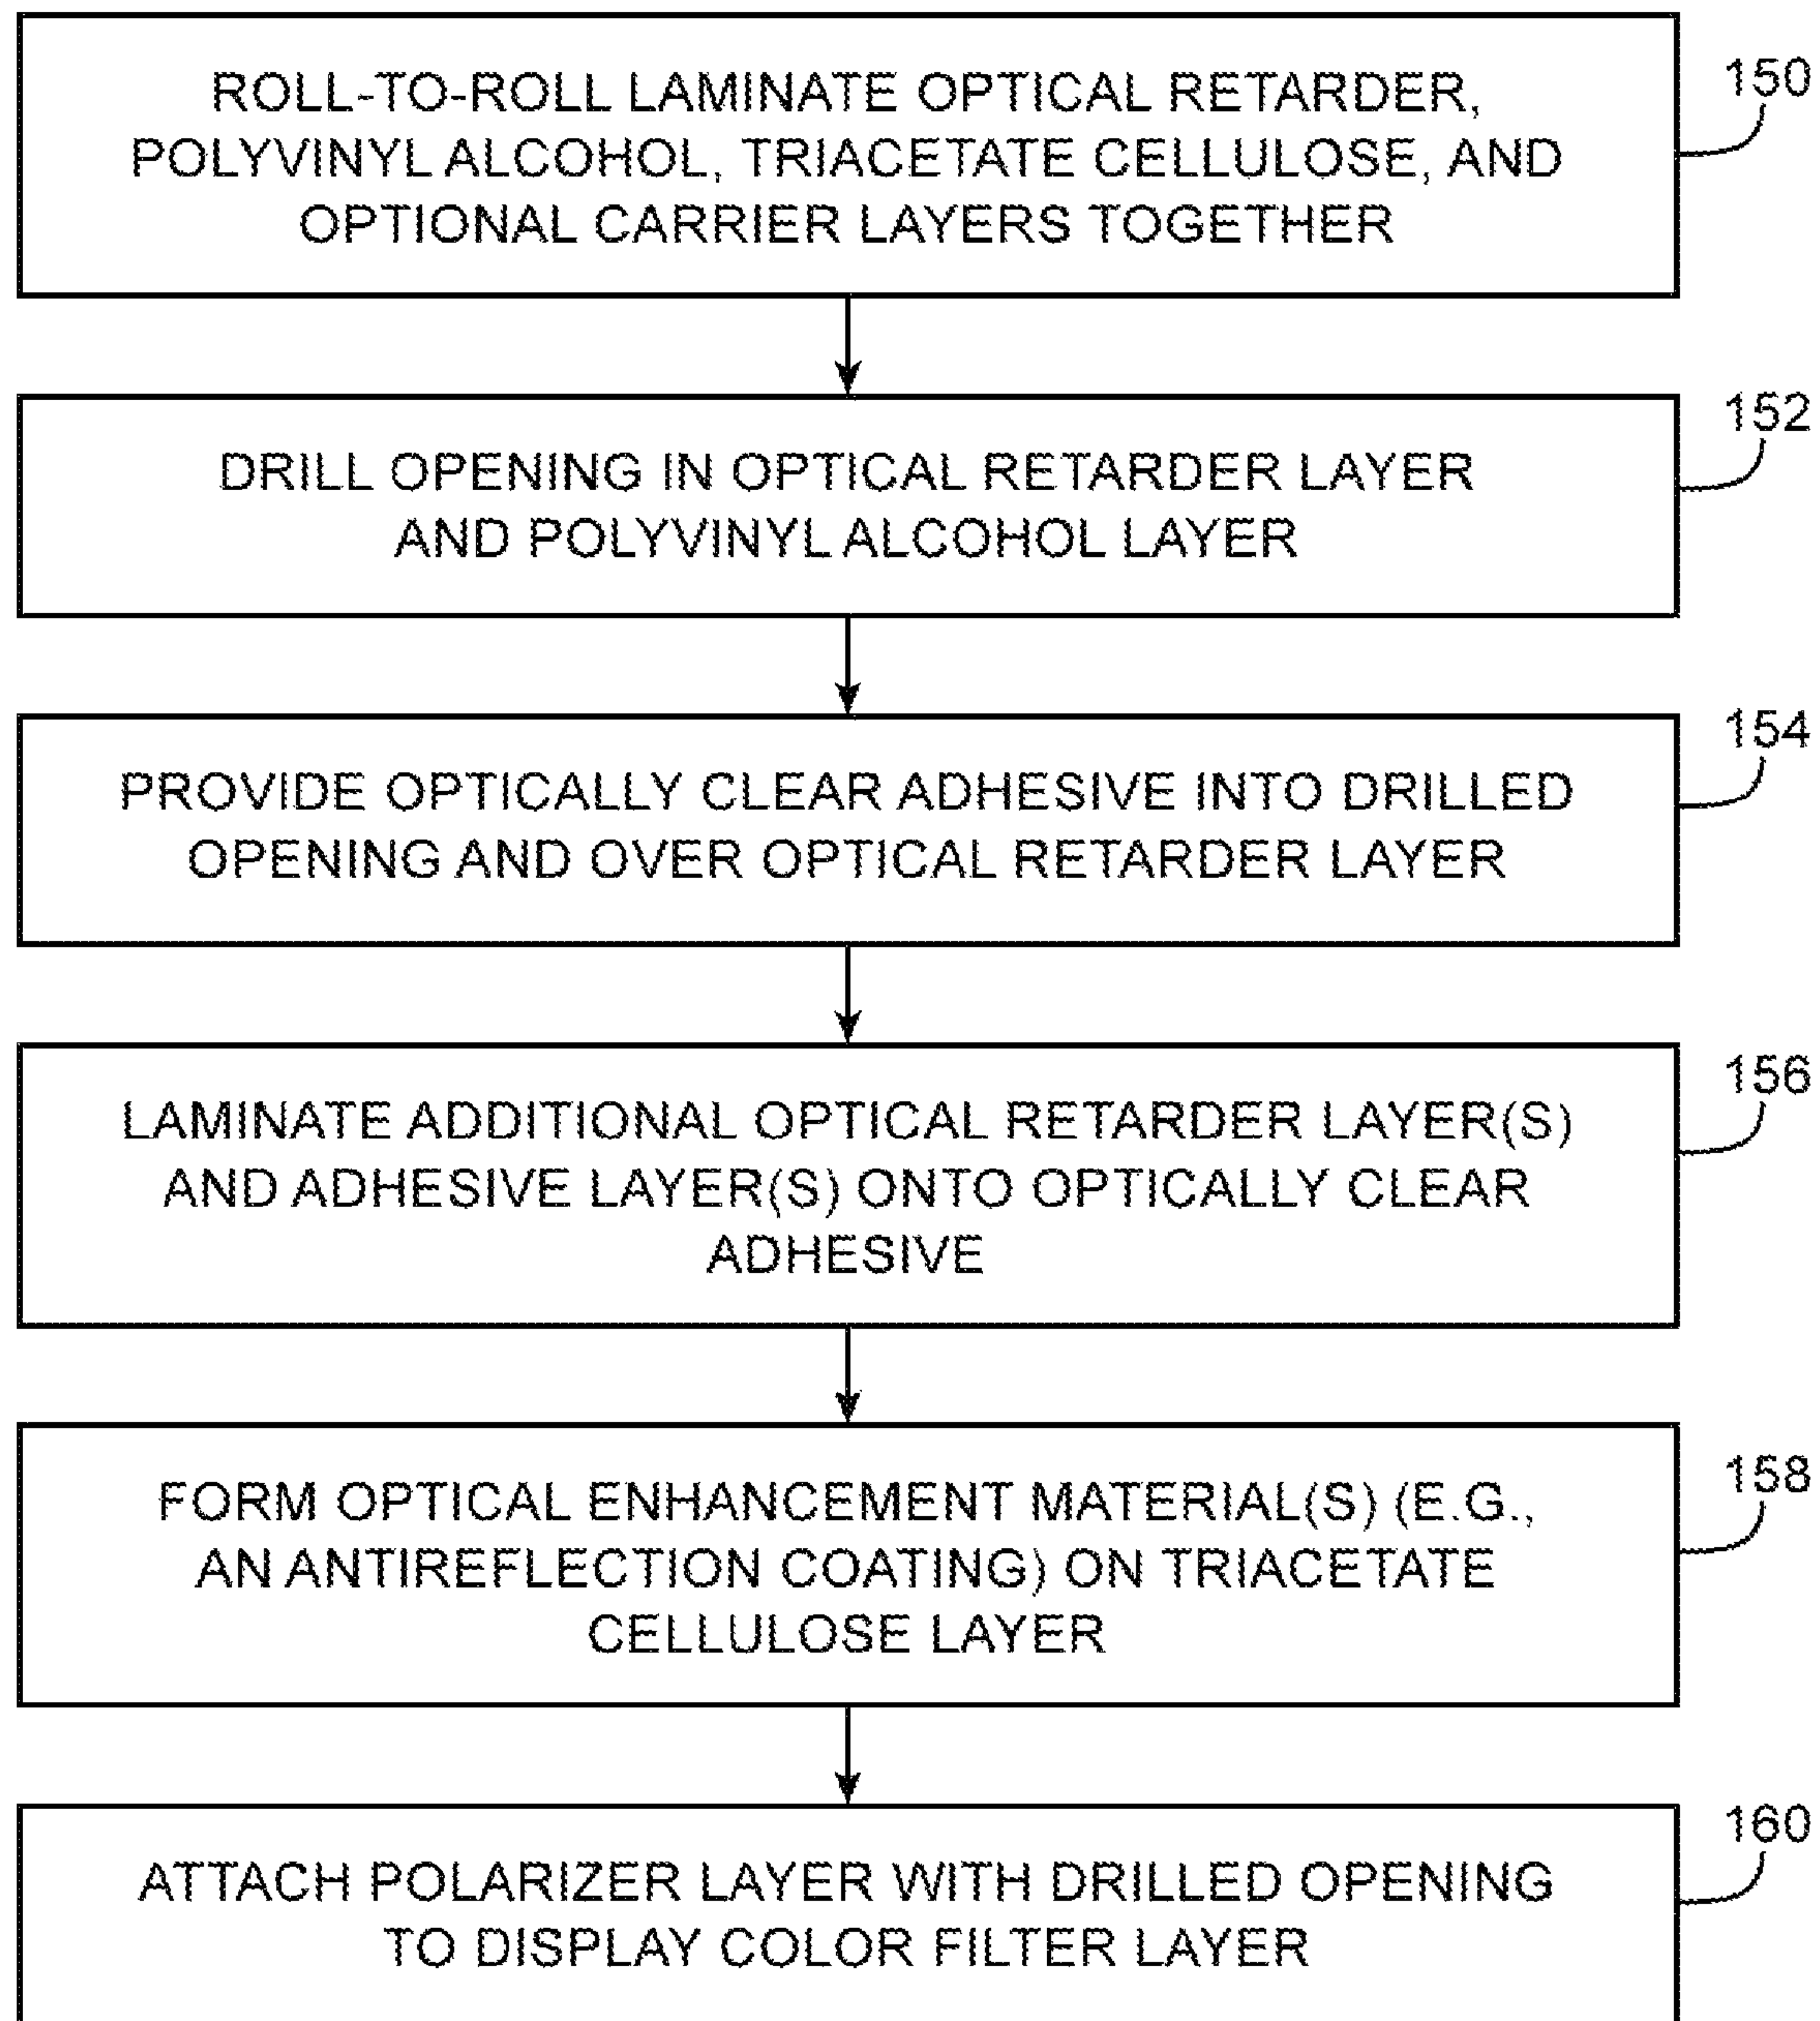 ROLL-TO-ROLL LAMINATE OPTICAL RETARDER,
POLYVINYL ALCOHOL, TRIACETATE CELLULOSE, AND
OPTIONAL CARRIER LAYERS TOGETHER
150
DRILL OPENING IN OPTICAL RETARDER LAYER
AND POLYVINYL ALCOHOL LAYER
152
PROVIDE OPTICALLY CLEAR ADHESIVE INTO DRILLED
OPENING AND OVER OPTICAL RETARDER LAYER
154
LAMINATE ADDITIONAL OPTICAL RETARDER LAYER(S)
AND ADHESIVE LAYER(S) ONTO OPTICALLY CLEAR
ADHESIVE
156
FORM OPTICAL ENHANCEMENT MATERIAL(S) (E.G.,
AN ANTIREFLECTION COATING) ON TRIACETATE
CELLULOSE LAYER
158
ATTACH POLARIZER LAYER WITH DRILLED OPENING
TO DISPLAY COLOR FILTER LAYER
160